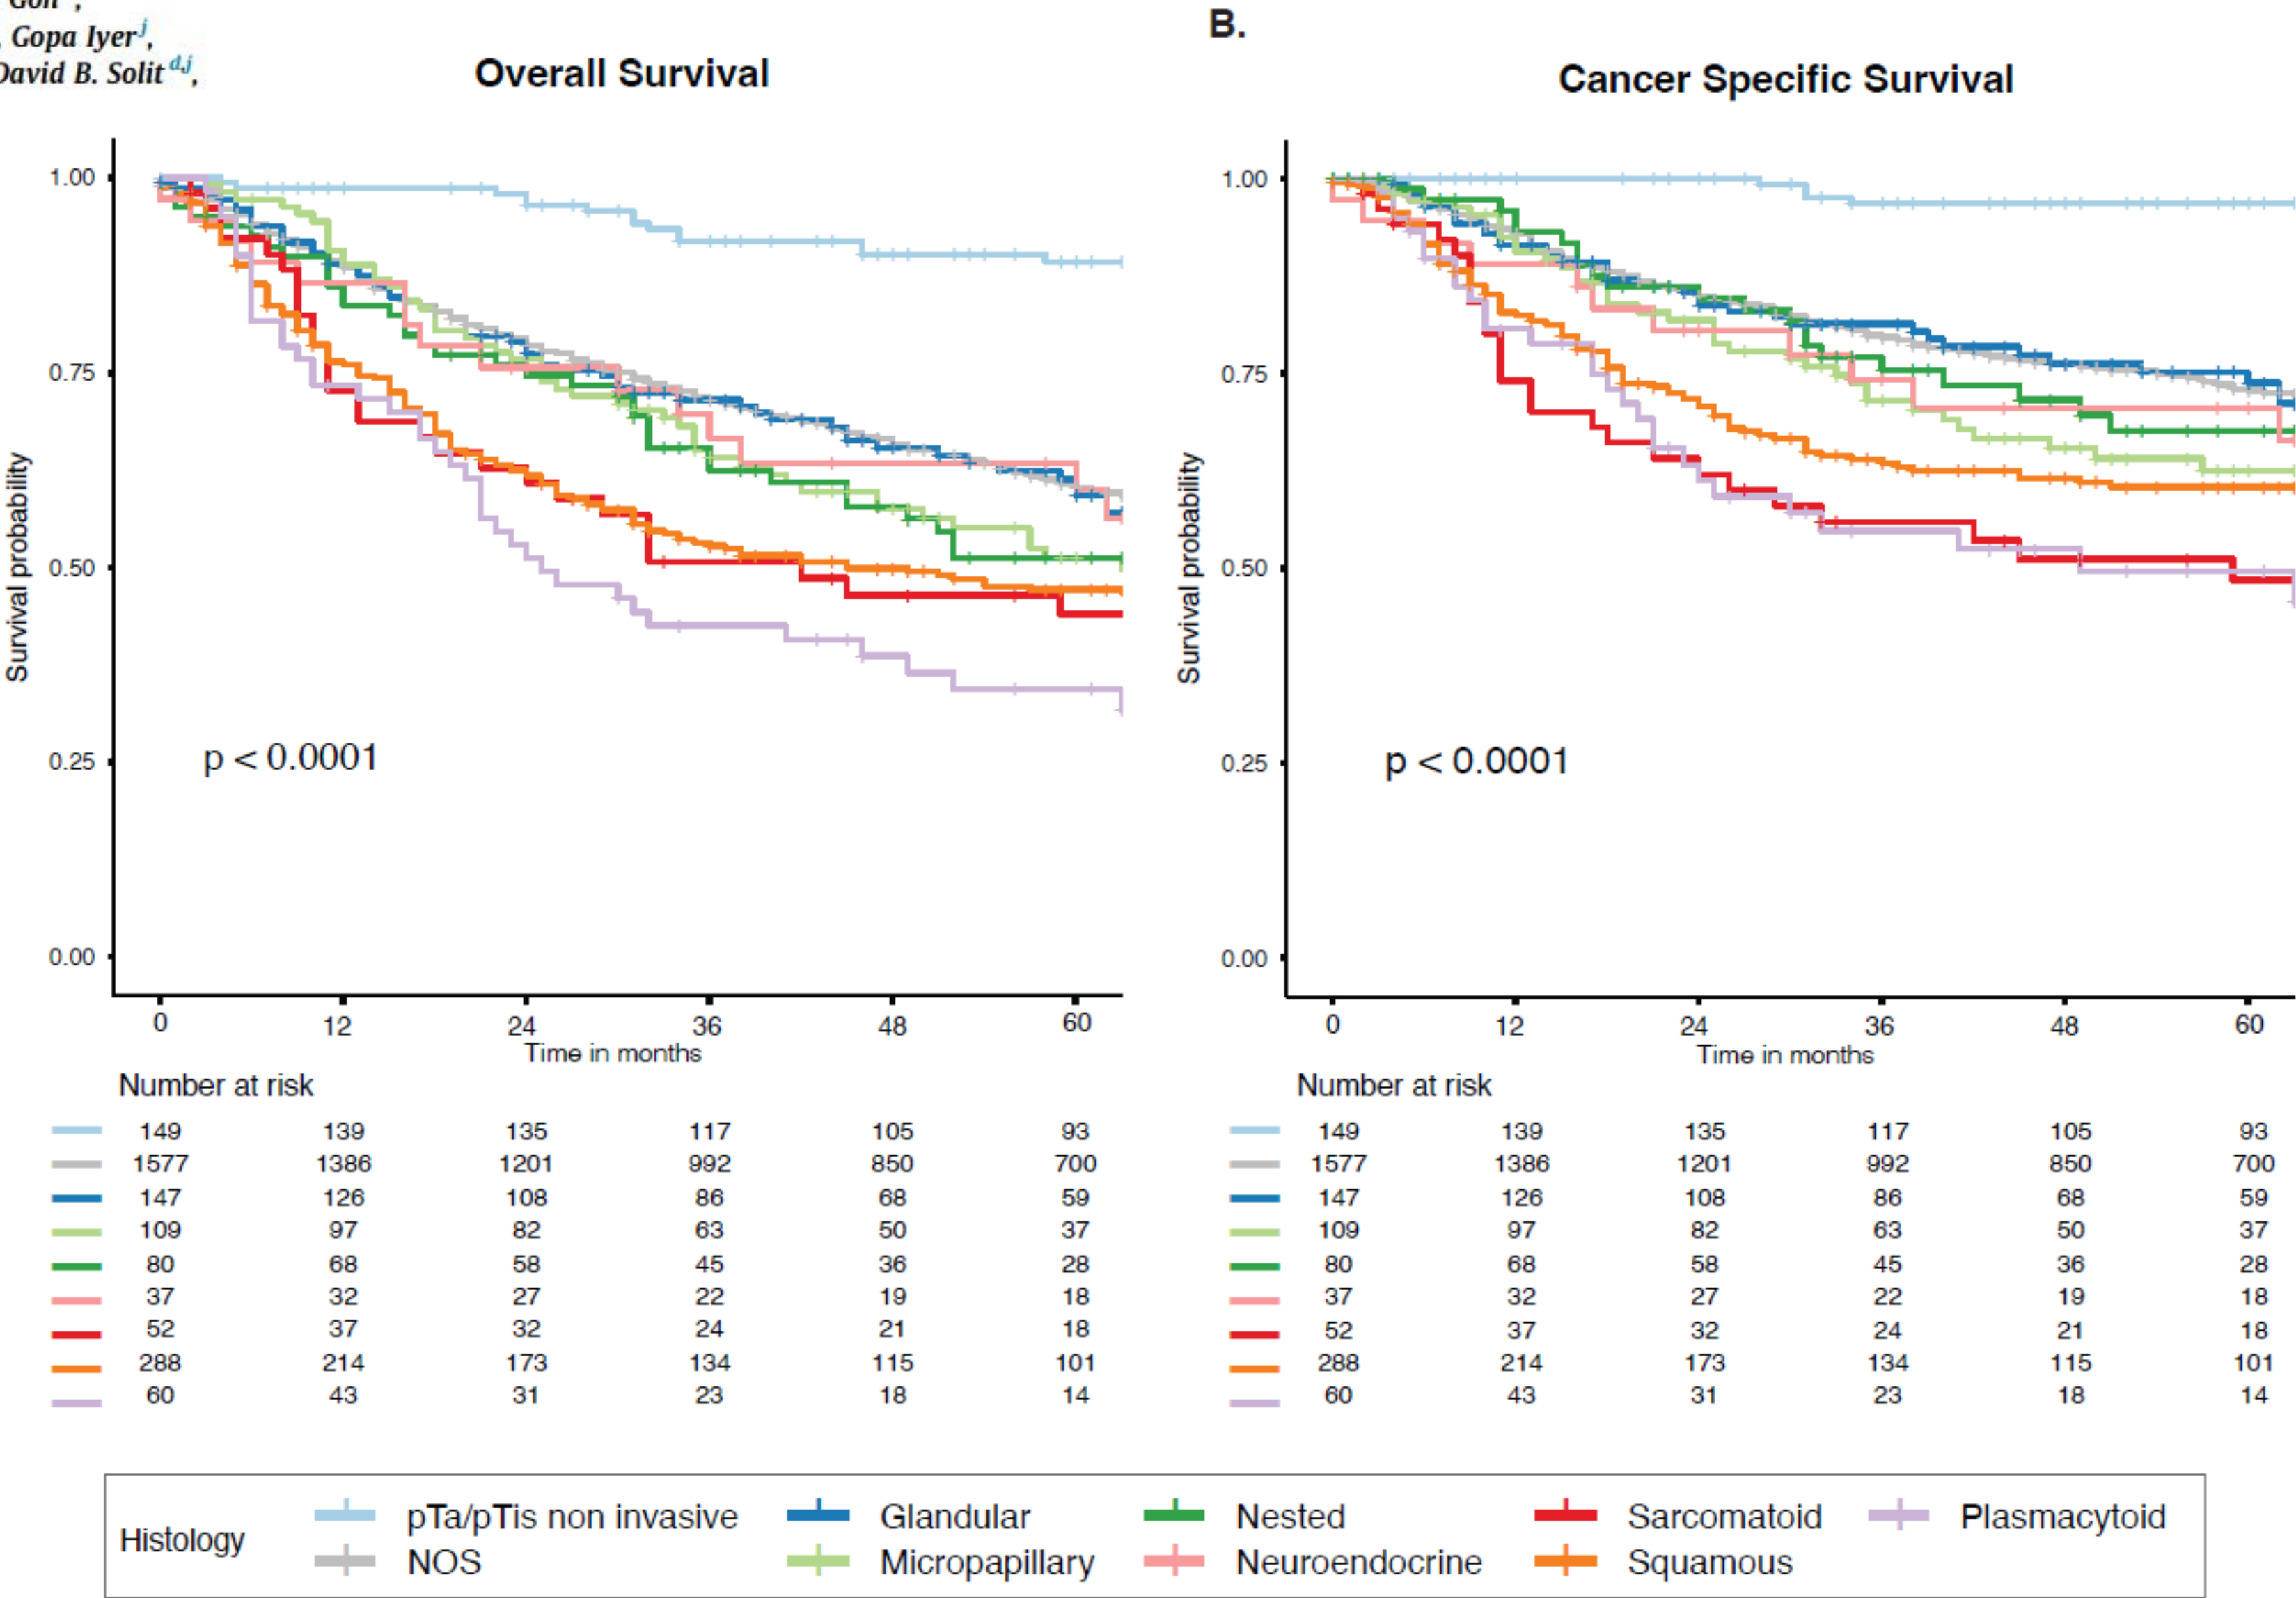 Goh
, Gopa Iyer j,
David B. Solit d,j,
Overall Survival
Survival probability
1.00
0.75
0.50
0.25
0.00
p < 0.0001
0 12 24 36 48 60
Time in months
Number at risk
149 139 135 117 105 93
1577 1386 1201 992 850 700
147 126 108 86 68 59
109 97 82 63 50 37
80 68 58 45 36 28
37 32 27 22 19 18
52 37 32 24 21 18
288 214 173 134 115 101
60 43 31 23 18 14
B.
Cancer Specific Survival
Survival probability
1.00
0.75
0.50
0.25
0.00
p < 0.0001
0 12 24 36 48 60
Time in months
Number at risk
149 139 135 117 105 93
1577 1386 1201 992 850 700
147 126 108 86 68 59
109 97 82 63 50 37
80 68 58 45 36 28
37 32 27 22 19 18
52 37 32 24 21 18
288 214 173 134 115 101
60 43 31 23 18 14
Histology
pTa/pTis non invasive Glandular Nested Sarcomatoid Plasmacytoid
NOS Micropapillary Neuroendocrine Squamous